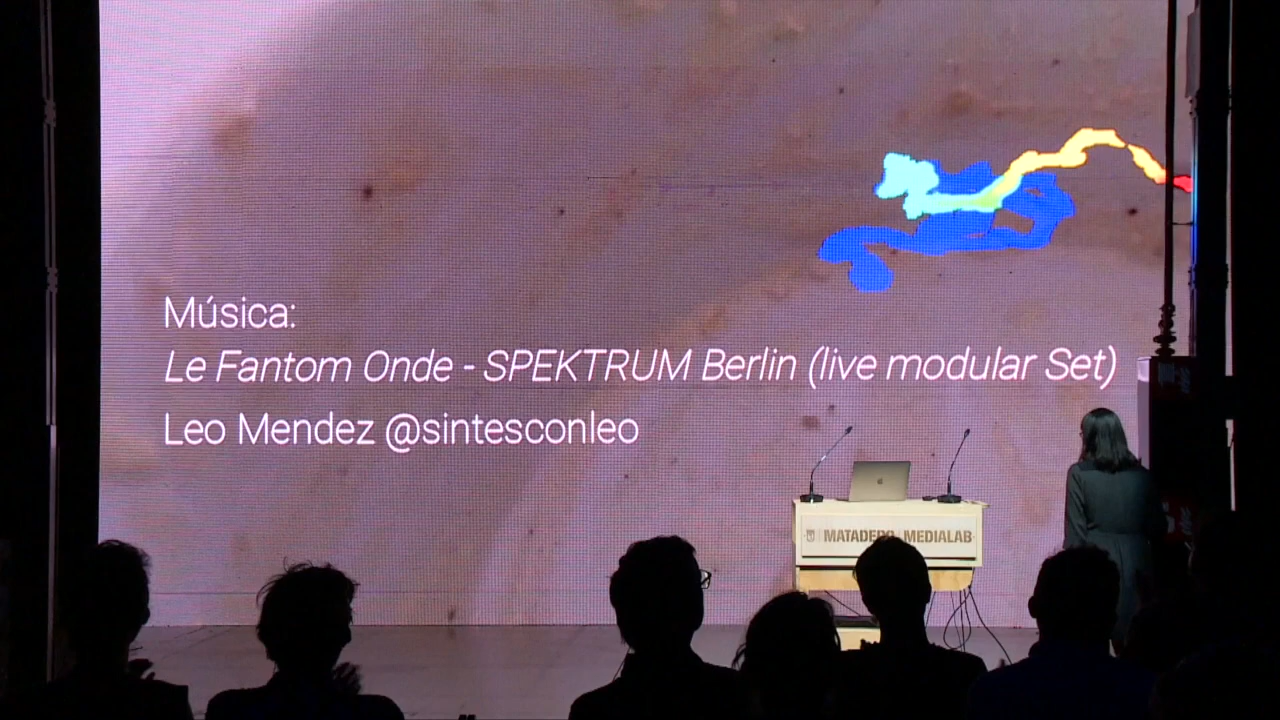 Música:
Le Fantom Onde - SPEKTRUM Berlin (live modular Set)
Leo Mendez @sintesconleo
MATADERO MEDIALAB